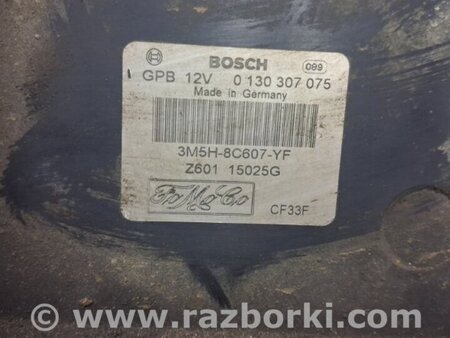 BOSCH 099
GPB 12V 0 130 307 075
Made in Germany
3M5H-8C607-YF
Z601 15025G
FoMoCo CF33F
www.razborki.com